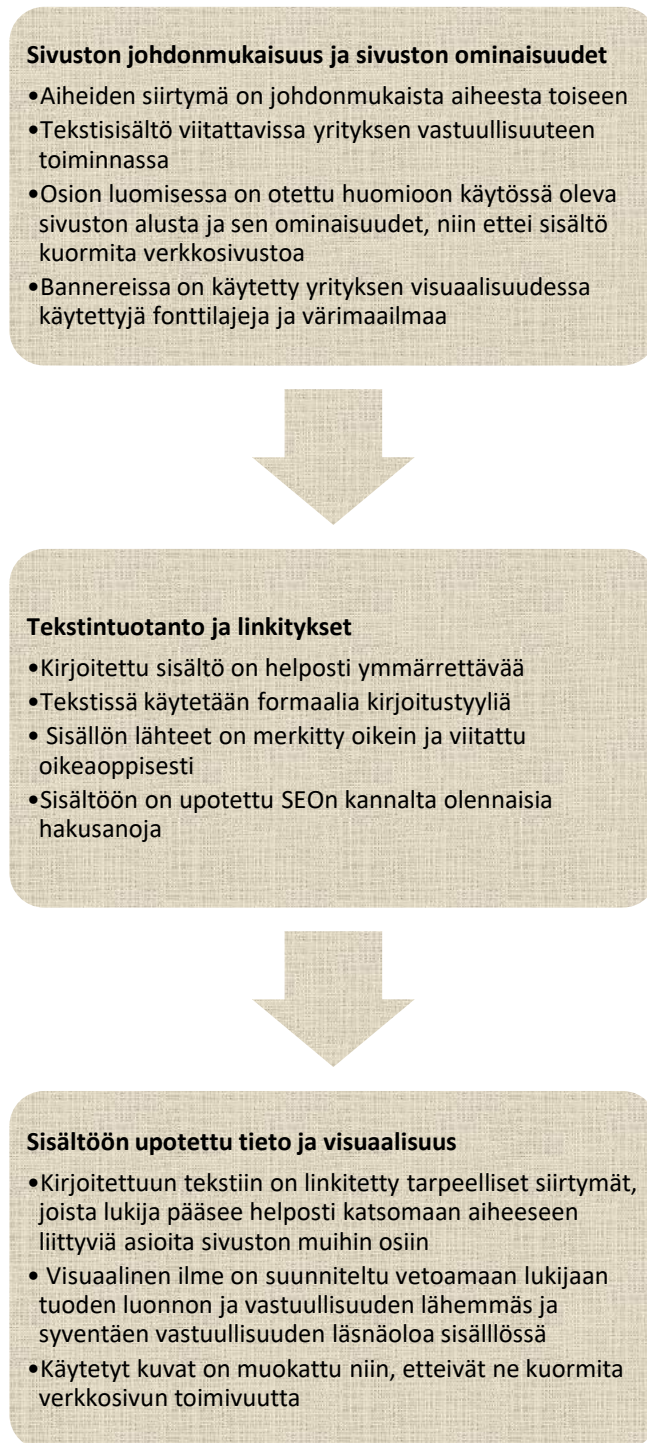 Sivuston johdonmukaisuus ja sivuston ominaisuudet
•Aiheiden siirtymä on johdonmukaista aiheesta toiseen
•Tekstisisältö viitattavissa yrityksen vastuullisuuteen
toiminnassa
•Osion luomisessa on otettu huomioon käytössä oleva
sivuston alusta ja sen ominaisuudet, niin ettei sisältö
kuormita verkkosivustoa
•Bannereissa on käytetty yrityksen visuaalisuudessa
käytettyjä fonttilajeja ja värimaailmaa
Tekstintuotanto ja linkitykset
•Kirjoitettu sisältö on helposti ymmärrettävää
•Tekstissä käytetään formaalia kirjoitustyyliä
• Sisällön lähteet on merkitty oikein ja viitattu
oikeaoppisesti
•Sisältöön on upotettu SEOn kannalta olennaisia
hakusanoja
Sisältöön upotettu tieto ja visuaalisuus
•Kirjoitettuun tekstiin on linkitetty tarpeelliset siirtymät,
joista lukija pääsee helposti katsomaan aiheeseen
liittyviä asioita sivuston muihin osiin
• Visuaalinen ilme on suunniteltu vetoamaan lukijaan
tuoden luonnon ja vastuullisuuden lähemmäs ja
syventäen vastuullisuuden läsnäoloa sisälllössä
•Käytetyt kuvat on muokattu niin, etteivät ne kuormita
verkkosivun toimivuutta